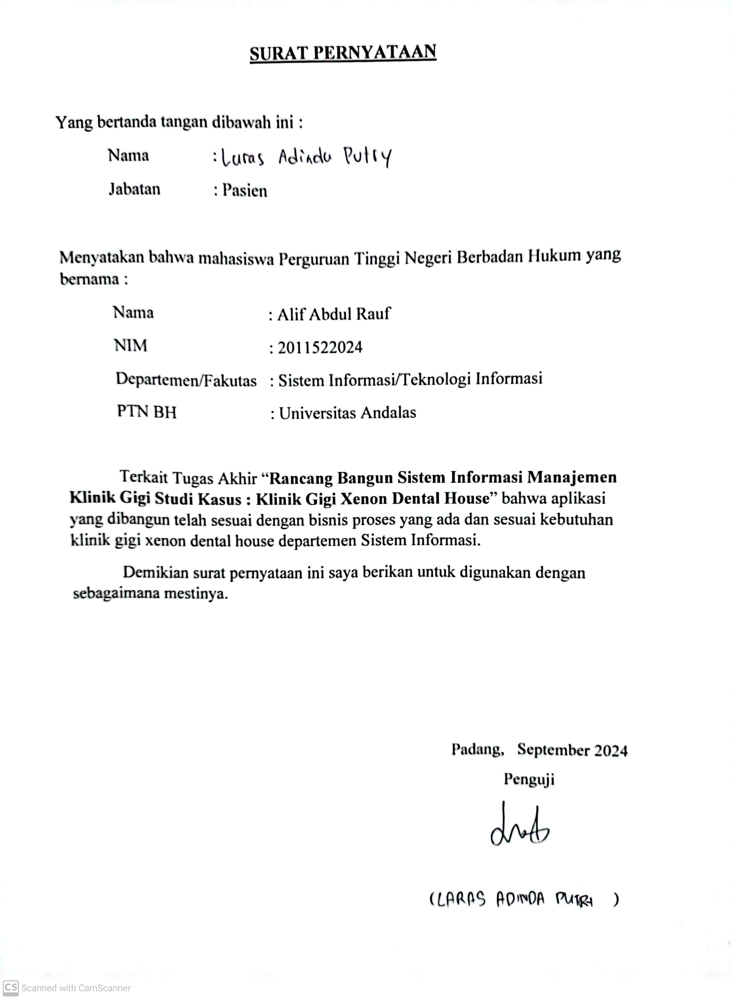 SURAT PERNYATAAN
Yang bertanda tangan dibawah ini :
Nama : Laras Adinda Putry
Jabatan : Pasien
Menyatakan bahwa mahasiswa Perguruan Tinggi Negeri Berbadan Hukum yang
bernama :
Nama : Alif Abdul Rauf
NIM : 2011522024
Departemen/Fakutas : Sistem Informasi/Teknologi Informasi
PTN BH : Universitas Andalas
Terkait Tugas Akhir “Rancang Bangun Sistem Informasi Manajemen
Klinik Gigi Studi Kasus : Klinik Gigi Xenon Dental House” bahwa aplikasi
yang dibangun telah sesuai dengan bisnis proses yang ada dan sesuai kebutuhan
klinik gigi xenon dental house departemen Sistem Informasi.
Demikian surat pernyataan ini saya berikan untuk digunakan dengan
sebagaimana mestinya.
Padang, September 2024
Penguji
(LARAS ADINDA PUTRI )
CS Scanned with CamScanner